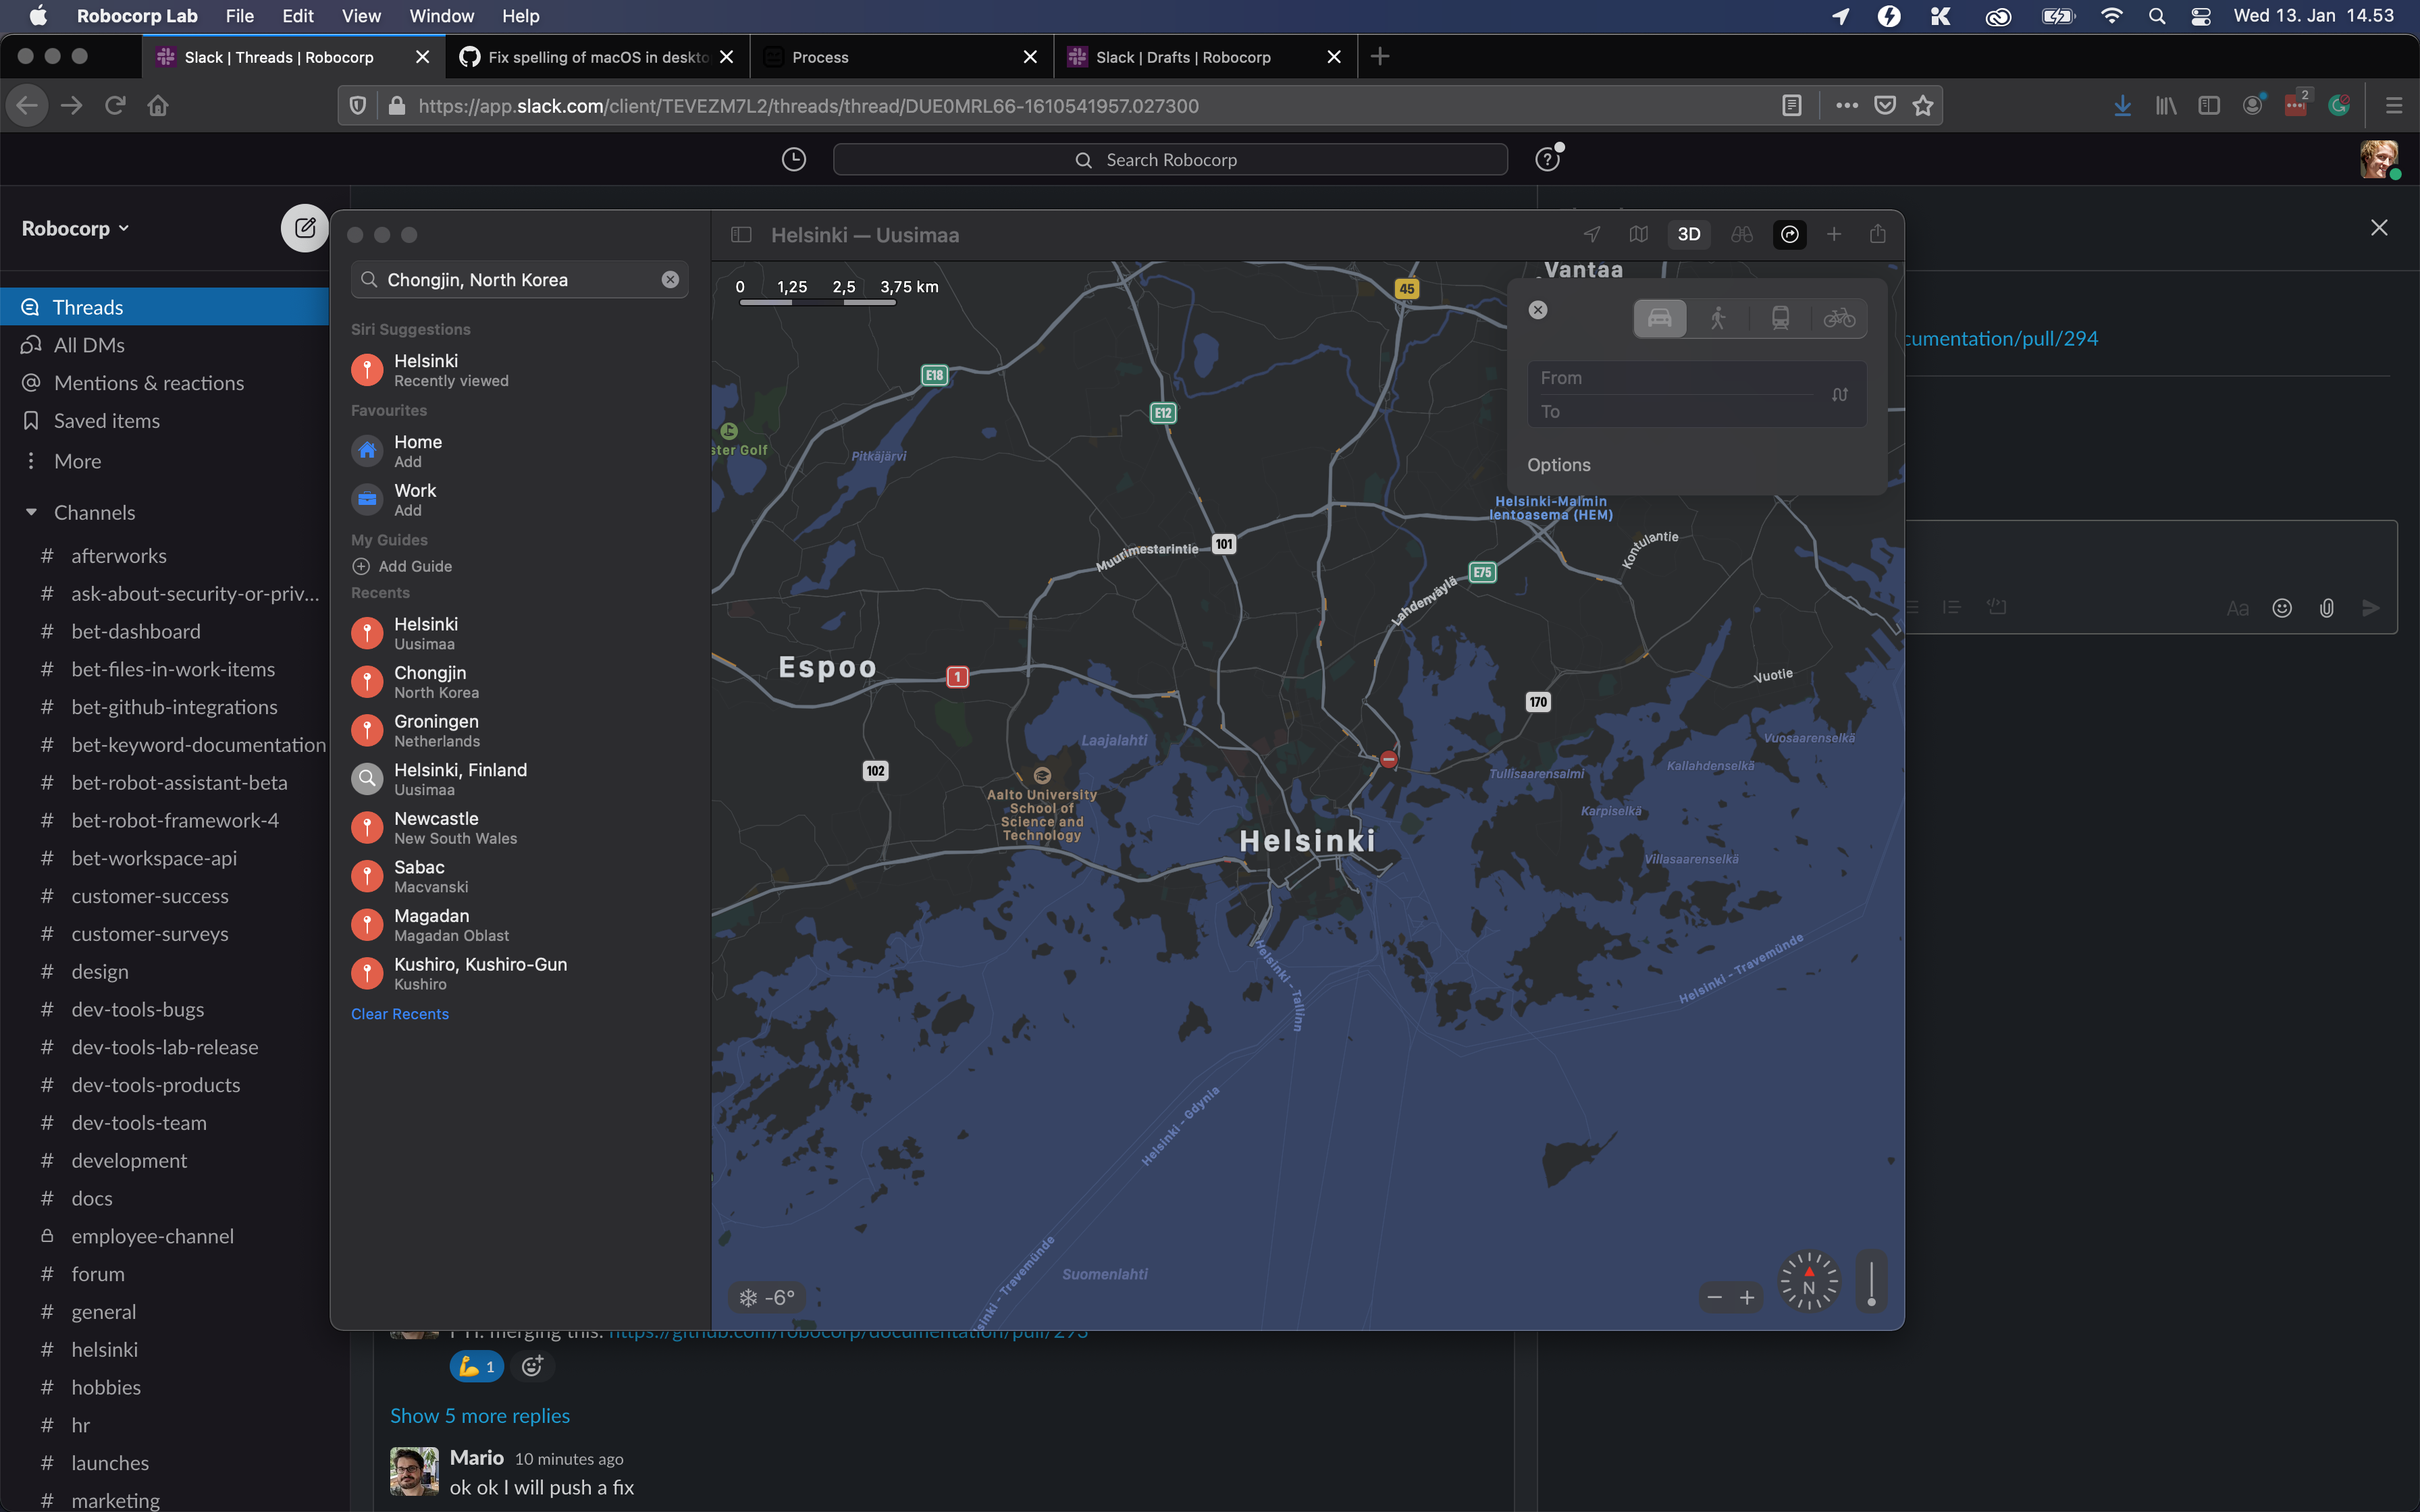 Robocorp Lab File Edit View Window Help Wed 13. Jan 14.53
Slack | Threads | Robocorp
Fix spelling of macOS in deskto
Process
Slack | Drafts | Robocorp
https://app.slack.com/client/TEVEZM7L2/threads/thread/DUE0MRL66-1610541957.027300
2
Search Robocorp
Robocorp
Threads
All DMs
Mentions & reactions
Saved items
More
Channels
# afterworks
# ask-about-security-or-priv...
# bet-dashboard
# bet-files-in-work-items
# bet-github-integrations
# bet-keyword-documentation
# bet-robot-assistant-beta
# bet-robot-framework-4
# bet-workspace-api
# customer-success
# customer-surveys
# design
# dev-tools-bugs
# dev-tools-lab-release
# dev-tools-products
# dev-tools-team
# development
# docs
employee-channel
# forum
# general
# helsinki
# hobbies
# hr
# launches
# marketing
Chongjin, North Korea
Siri Suggestions
Helsinki
Recently viewed
Favourites
Home
Add
Work
Add
My Guides
Add Guide
Recents
Helsinki
Uusimaa
Chongjin
North Korea
Groningen
Netherlands
Helsinki, Finland
Uusimaa
Newcastle
New South Wales
Sabac
Macvanski
Magadan
Magadan Oblast
Kushiro, Kushiro-Gun
Kushiro
Clear Recents
Helsinki — Uusimaa
3D
0 1,25 2,5 3,75 km
Vantaa
45
E18
E12
ster Golf
Pitkäjärvi
From
To
Options
Helsinki-Malmin
lentoasema (HEM)
Muurimestarintie
101
Kontulantie
E75
Lahdenväylä
Espoo
1
Vuotie
170
Laajalahti
Vuosaarenselkä
102
Kallahdenselkä
Tullisaarensalmi
Aalto University
School of
Science and
Technology
Karpiselkä
Helsinki
Villasaarenselkä
Helsinki - Tallinn
Helsinki - Travemünde
Helsinki - Gdynia
sinki - Travemünde
Suomenlahti
-6°
N
cumentation/pull/294
Aa
merging this: https://github.com/robocorp/documentation/pull/293
1
Show 5 more replies
Mario 10 minutes ago
ok ok I will push a fix